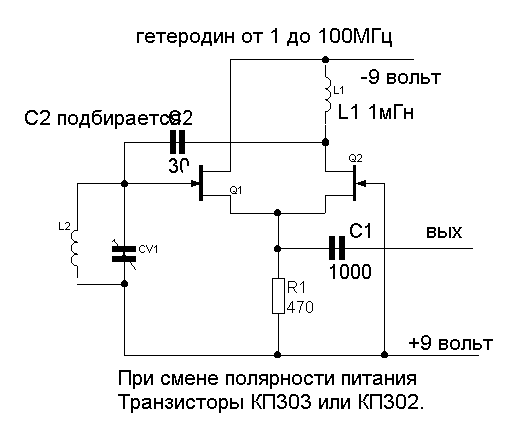 гетеродин от 1 до 100МГц
-9 вольт
L1
L1 1мГн
С2 подбирается
C2
30
Q1
Q2
L2
CV1
C1
вых
1000
R1
470
+9 вольт
При смене полярности питания
Транзисторы КП303 или КП302.